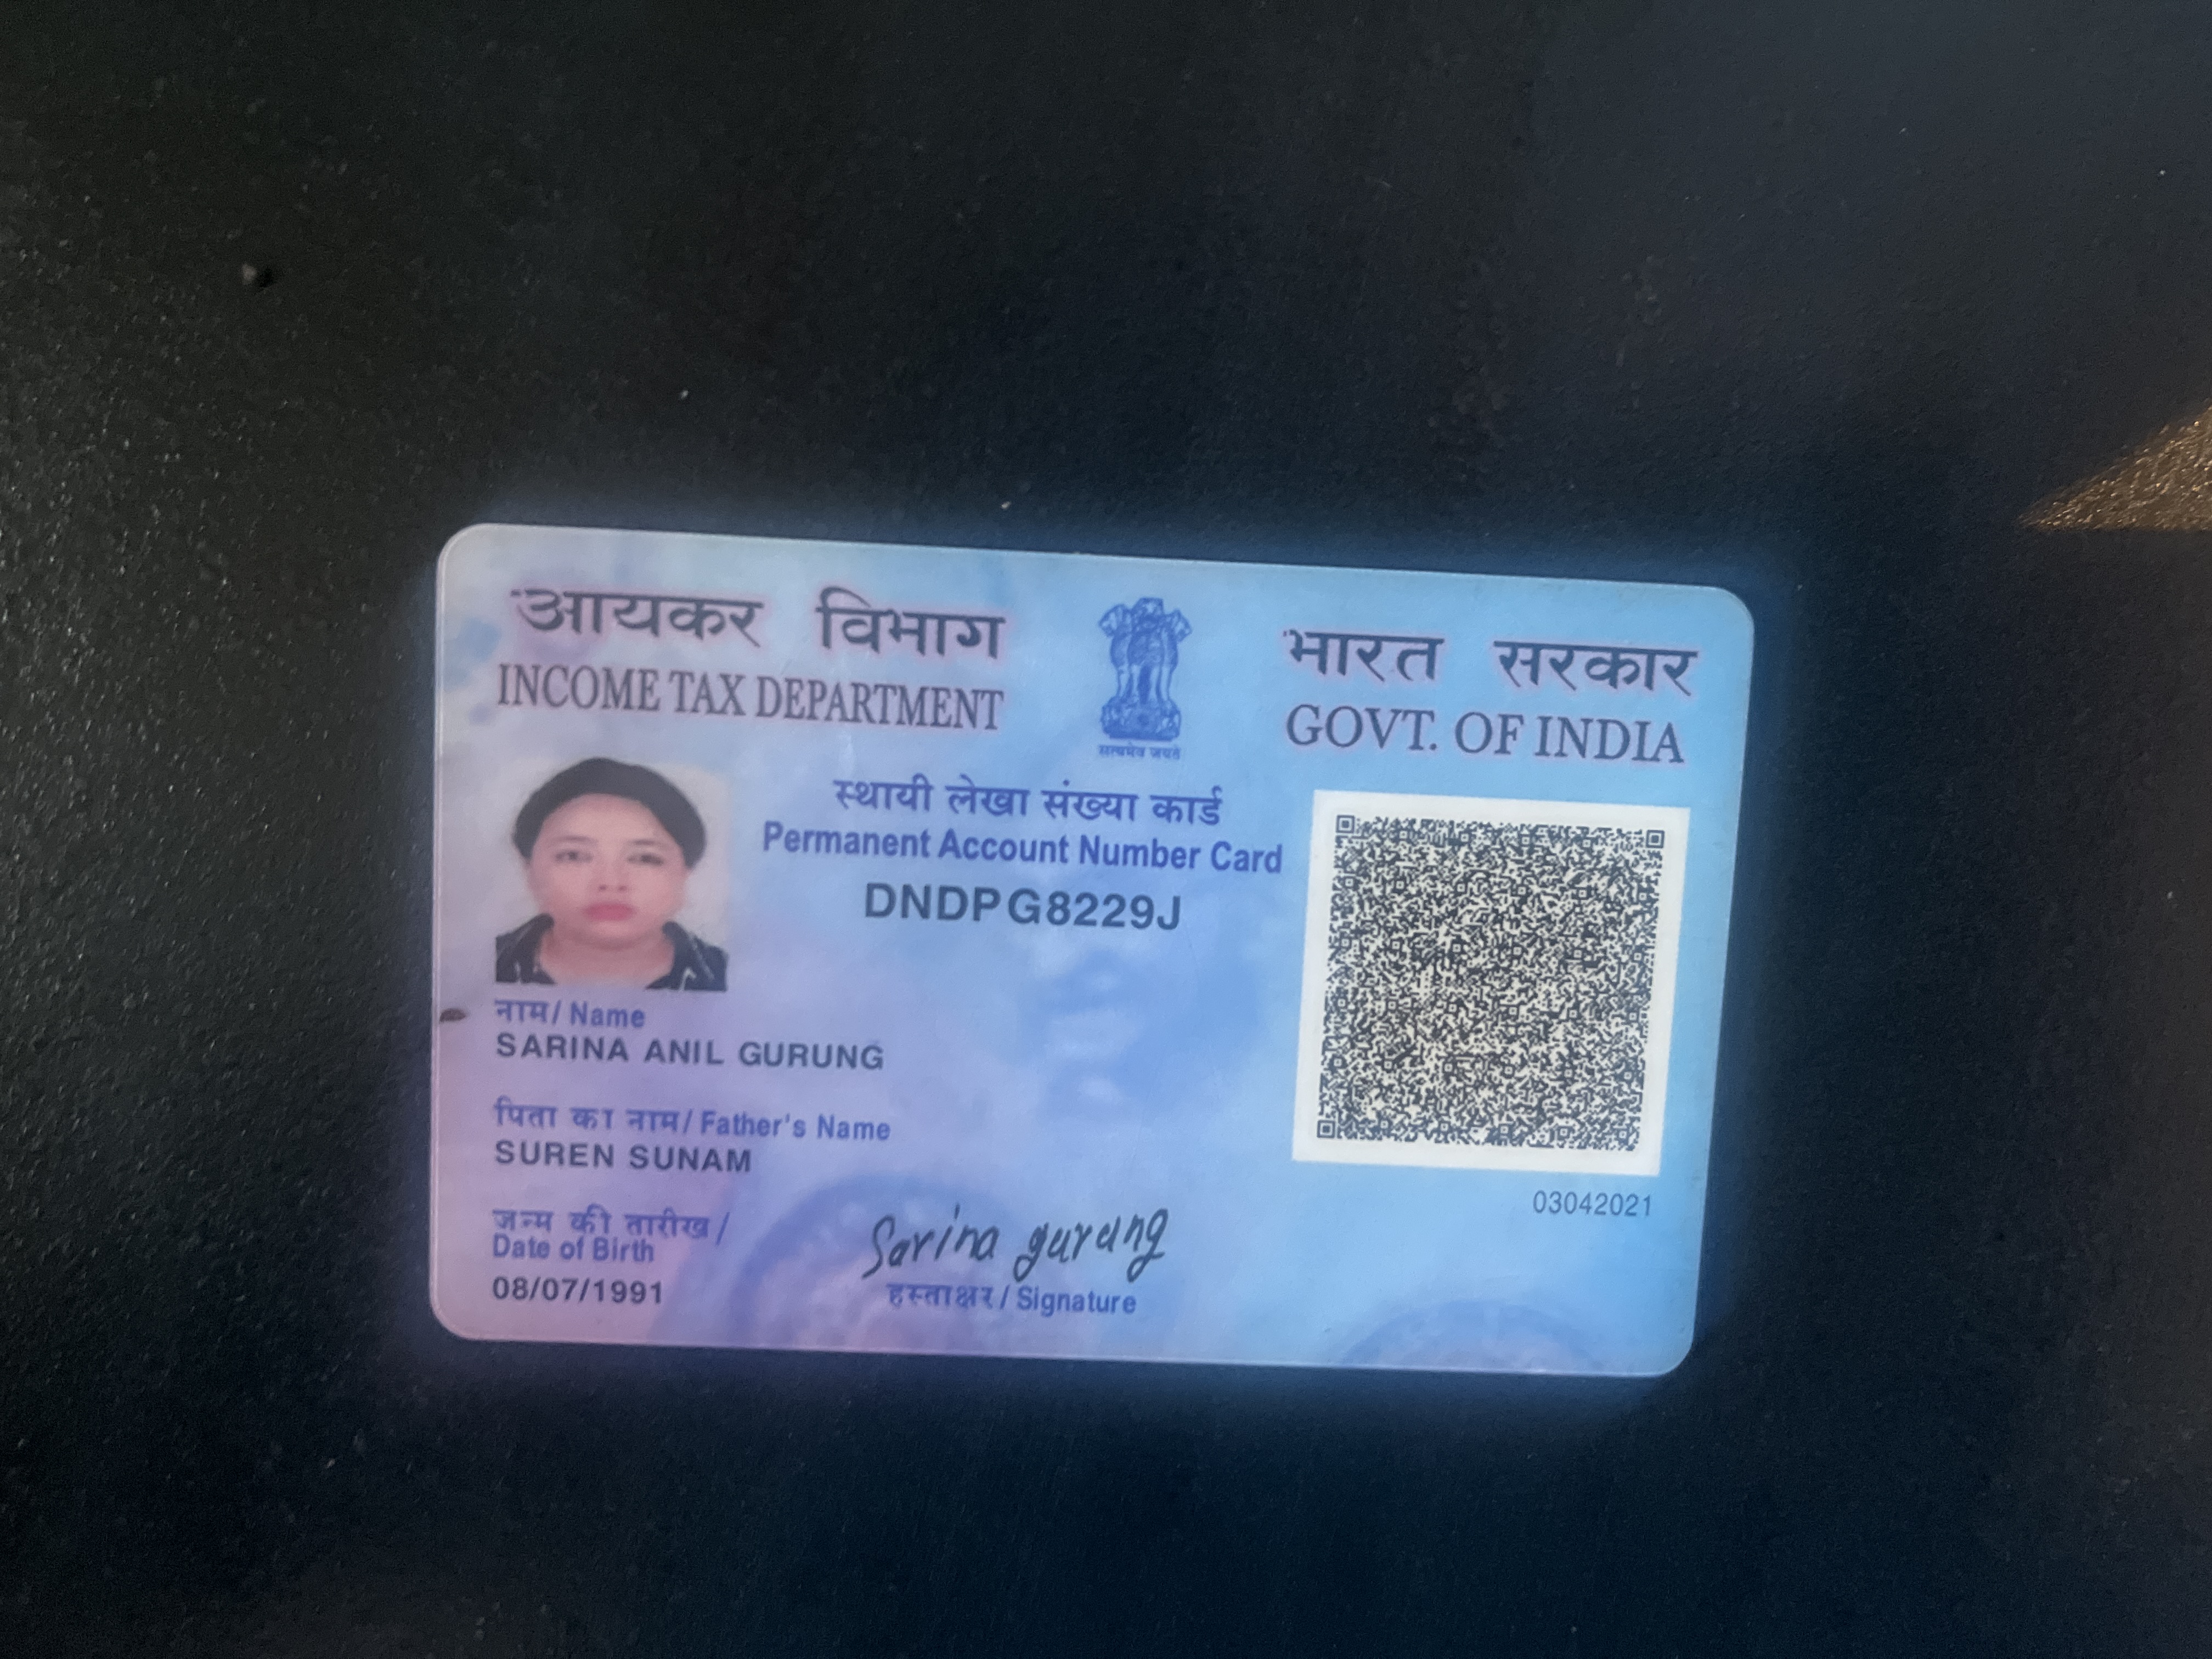 आयकर विभाग
INCOME TAX DEPARTMENT
सत्यमेव जयते
भारत सरकार
GOVT. OF INDIA
स्थायी लेखा संख्या कार्ड
Permanent Account Number Card
DNDPG8229J
नाम / Name
SARINA ANIL GURUNG
पिता का नाम / Father's Name
SUREN SUNAM
जन्म की तारीख /
Date of Birth
08/07/1991
Sarina gurung
हस्ताक्षर / Signature
03042021